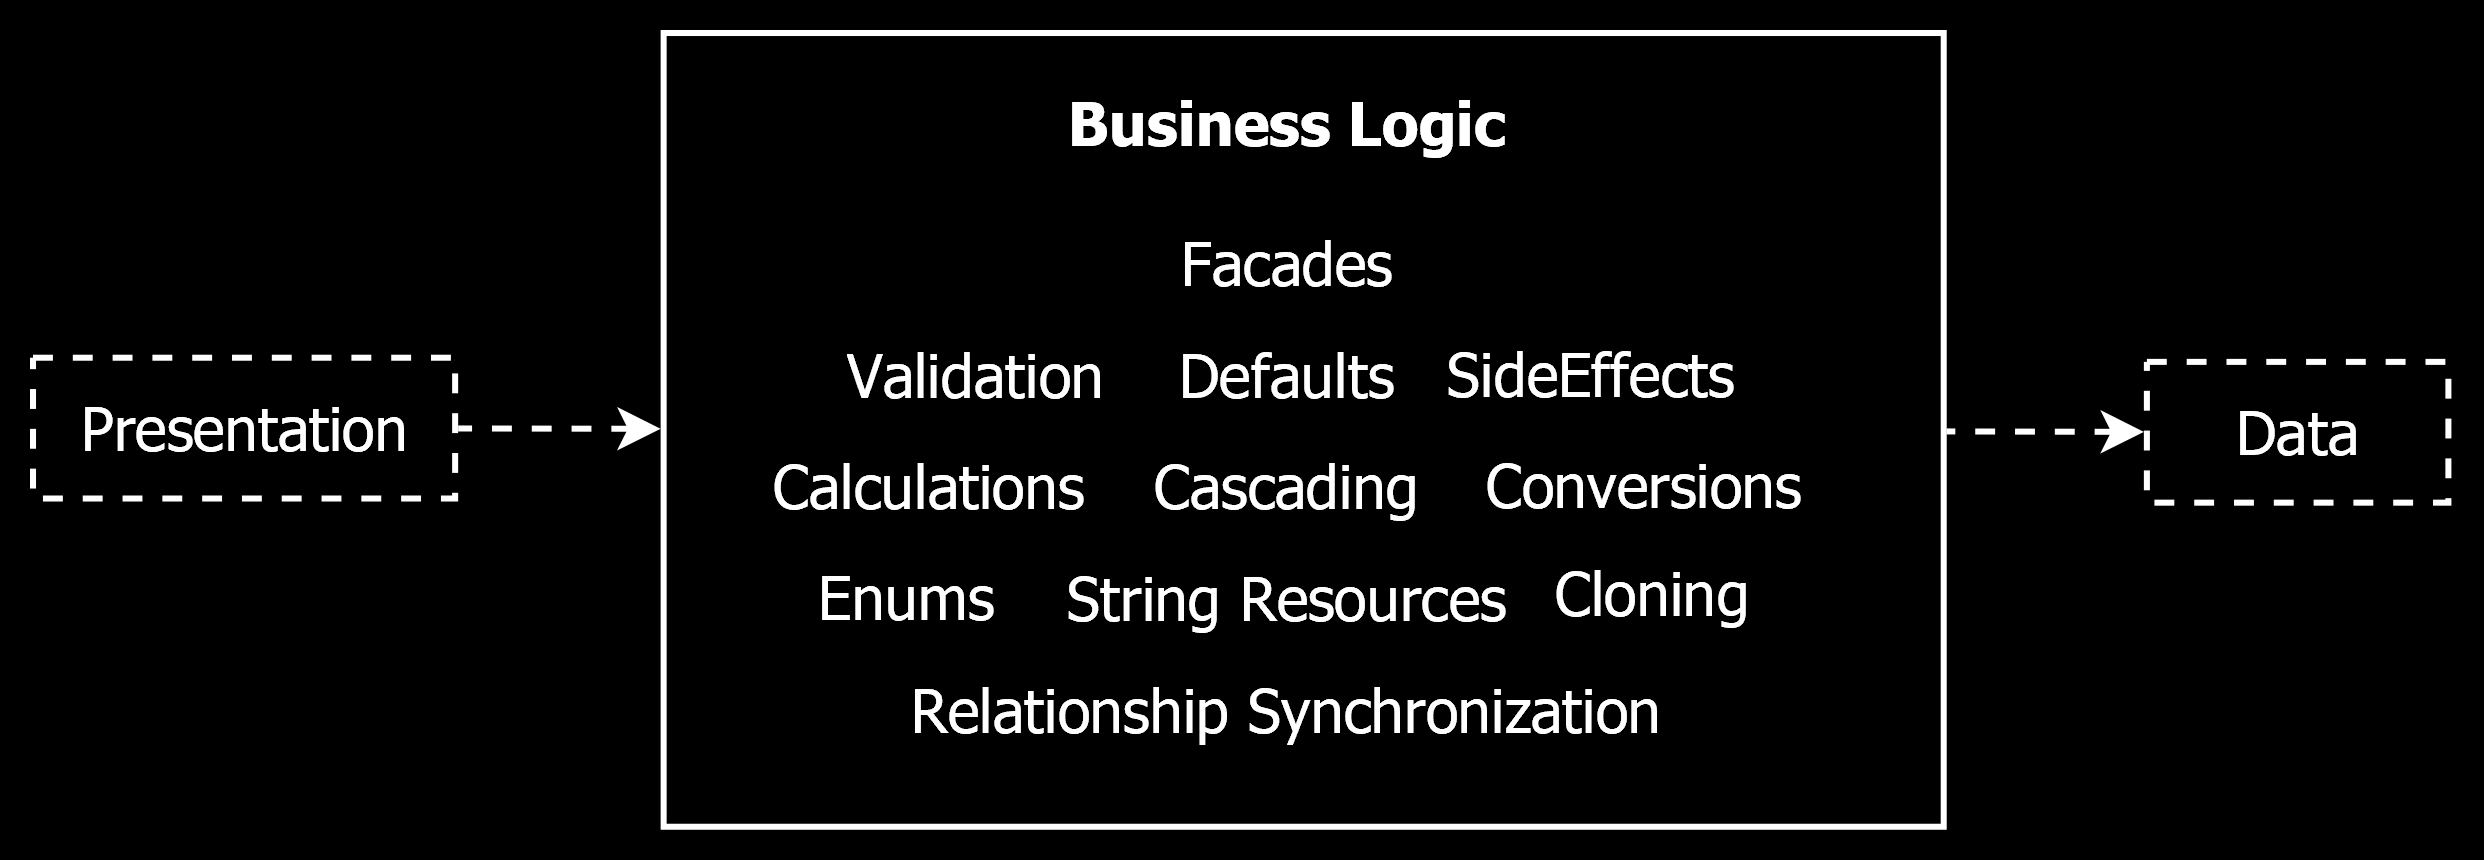 Business Logic
Facades
Validation Defaults SideEffects
Presentation
Data
Calculations Cascading Conversions
Enums String Resources Cloning
Relationship Synchronization